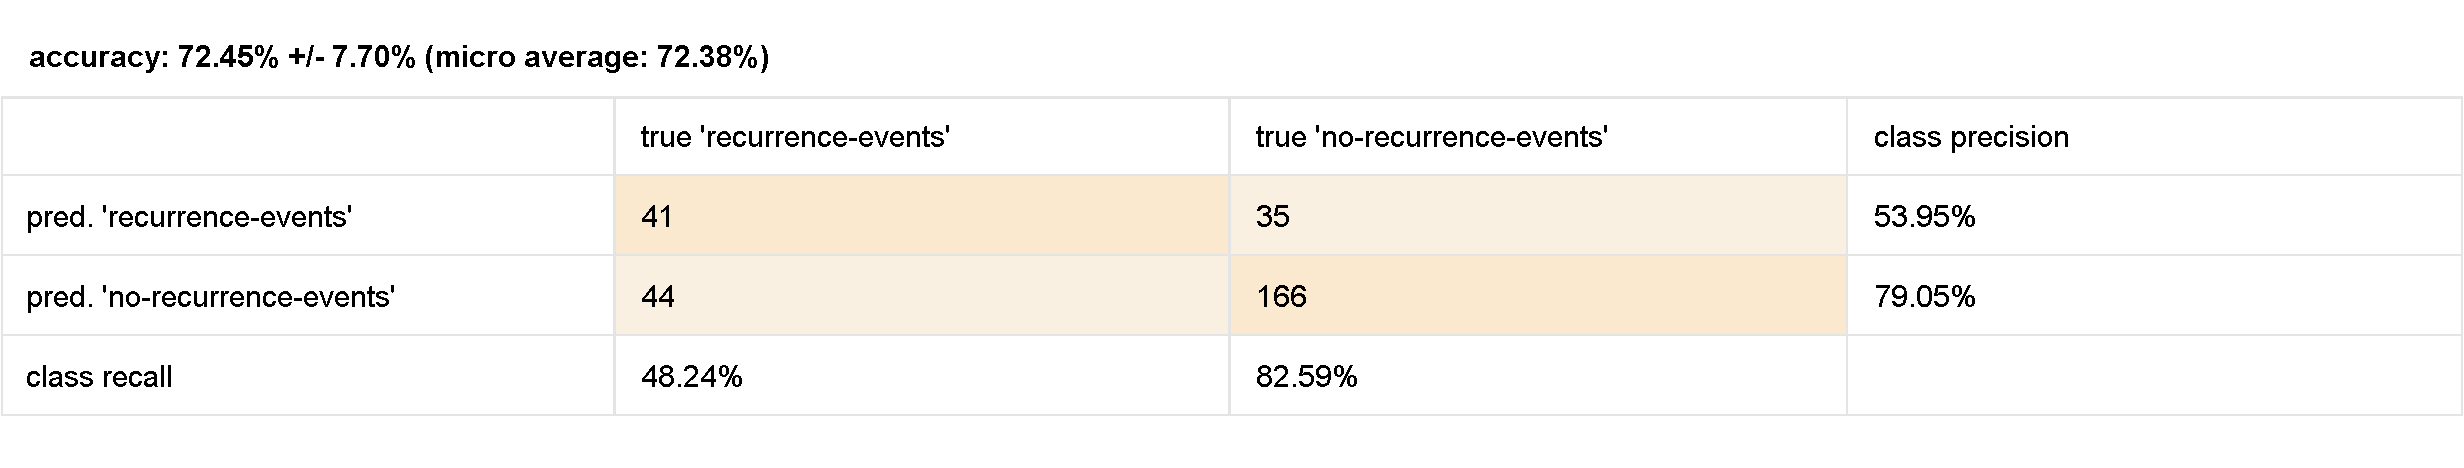 accuracy: 72.45% +/- 7.70% (micro average: 72.38%)
true 'recurrence-events' true 'no-recurrence-events' class precision
pred. 'recurrence-events' 41 35 53.95%
pred. 'no-recurrence-events' 44 166 79.05%
class recall 48.24% 82.59%